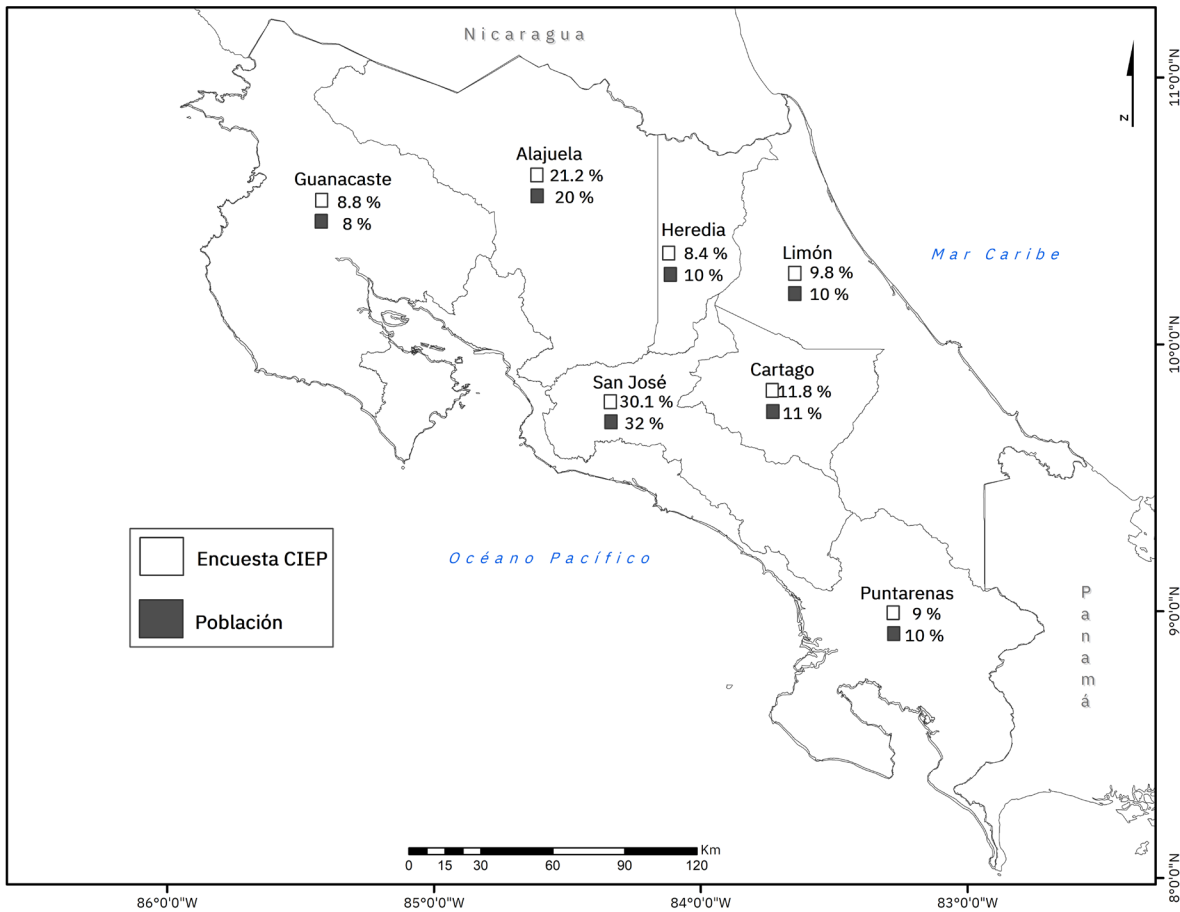 Nicaragua
11°0'0"N
N
Alajuela
21.2 %
20 %
Guanacaste
8.8 %
8 %
Heredia
8.4 %
10 %
Limón
9.8 %
10 %
Mar Caribe
10°0'0"N
San José
30.1 %
32 %
Cartago
11.8 %
11 %
Encuesta CIEP
Población
Océano Pacífico
Puntarenas
9 %
10 %
Panamá
9°0'0"N
Km
0 15 30 60 90 120
8°0'0"N
86°0'0"W 85°0'0"W 84°0'0"W 83°0'0"W